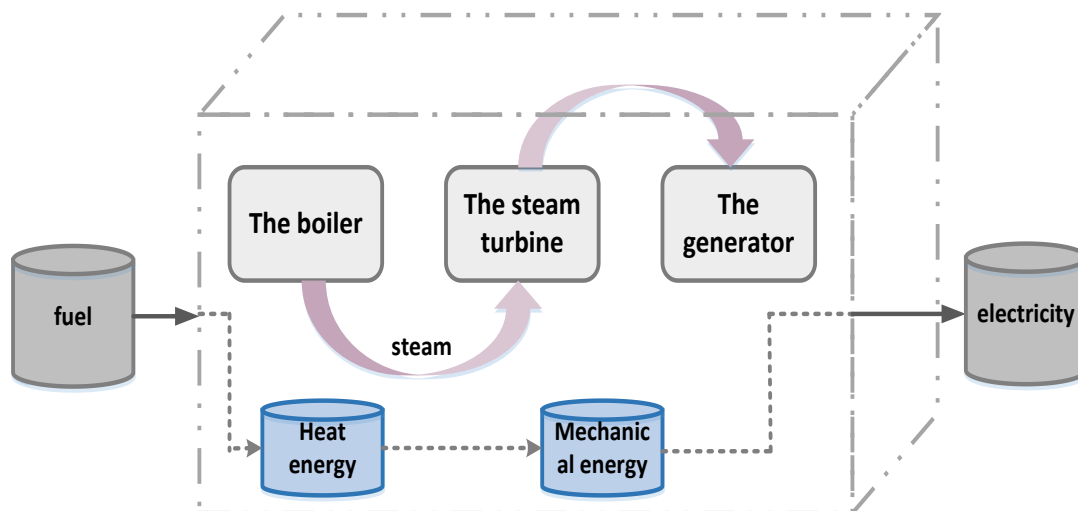 The boiler
The steam
turbine
The
generator
fuel
electricity
steam
Heat
energy
Mechanic
al energy